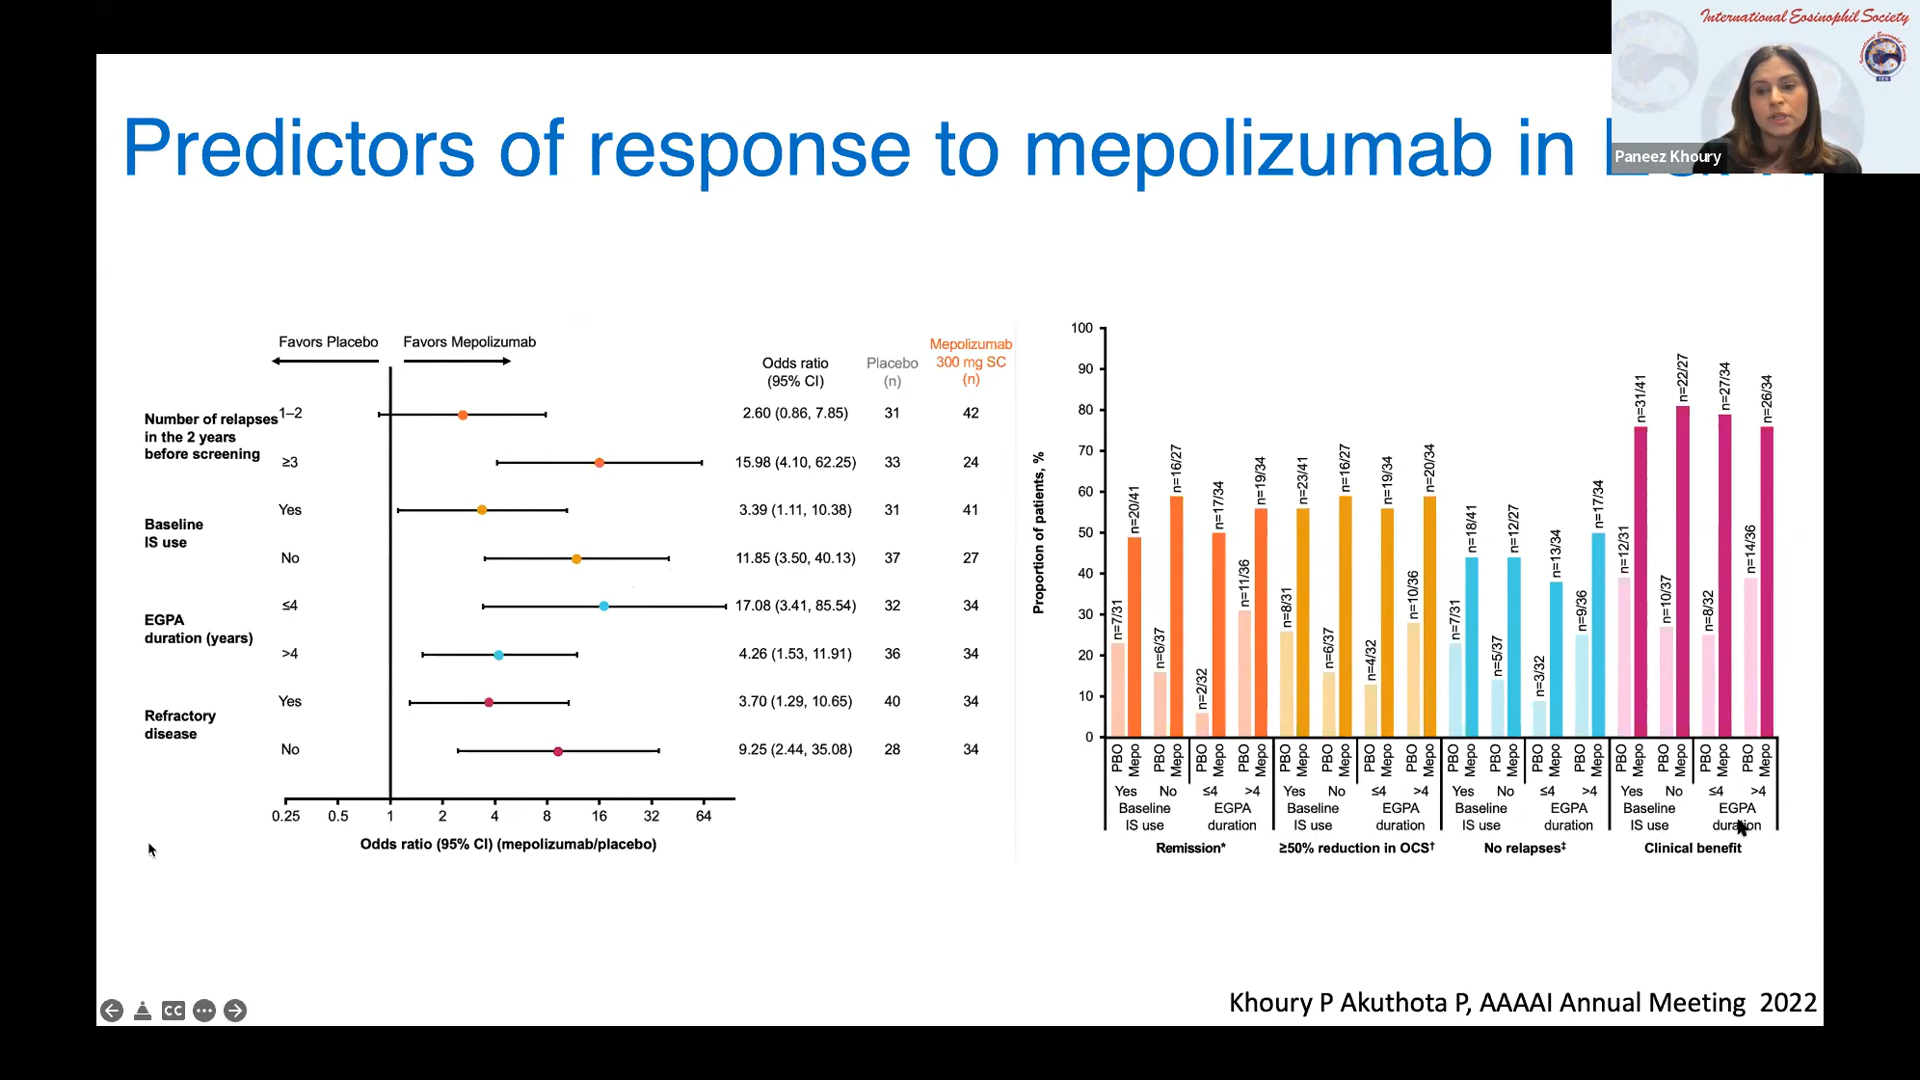 International Eosinophil Society
Paneez Khoury
Predictors of response to mepolizumab in
Favors Placebo
Favors Mepolizumab
Odds ratio
(95% CI)
Placebo
(n)
Mepolizumab
300 mg SC
(n)
Number of relapses
in the 2 years
before screening
1–2 2.60 (0.86, 7.85) 31 42
≥3 15.98 (4.10, 62.25) 33 24
Baseline
IS use
Yes 3.39 (1.11, 10.38) 31 41
No 11.85 (3.50, 40.13) 37 27
EGPA
duration (years)
≤4 17.08 (3.41, 85.54) 32 34
>4 4.26 (1.53, 11.91) 36 34
Refractory
disease
Yes 3.70 (1.29, 10.65) 40 34
No 9.25 (2.44, 35.08) 28 34
0.25 0.5 1 2 4 8 16 32 64
Odds ratio (95% CI) (mepolizumab/placebo)
Proportion of patients, %
100
90
80
70
60
50
40
30
20
10
0
n=7/31 n=20/41 n=6/37 n=16/27 n=2/32 n=17/34 n=11/36 n=19/34
n=8/31 n=23/41 n=6/37 n=16/27 n=4/32 n=19/34 n=10/36 n=20/34
n=7/31 n=18/41 n=5/37 n=12/27 n=3/32 n=13/34 n=9/36 n=17/34
n=12/31 n=31/41 n=10/37 n=22/27 n=8/32 n=27/34 n=14/36 n=26/34
PBO Mepo PBO Mepo PBO Mepo PBO Mepo PBO Mepo PBO Mepo PBO Mepo PBO Mepo PBO Mepo PBO Mepo PBO Mepo PBO Mepo PBO Mepo PBO Mepo PBO Mepo PBO Mepo
Yes No ≤4 >4 Yes No ≤4 >4 Yes No ≤4 >4 Yes No ≤4 >4
Baseline EGPA Baseline EGPA Baseline EGPA Baseline EGPA
IS use duration IS use duration IS use duration IS use duration
Remission* ≥50% reduction in OCS† No relapses‡ Clinical benefit
CC
Khoury P Akuthota P, AAAAI Annual Meeting 2022